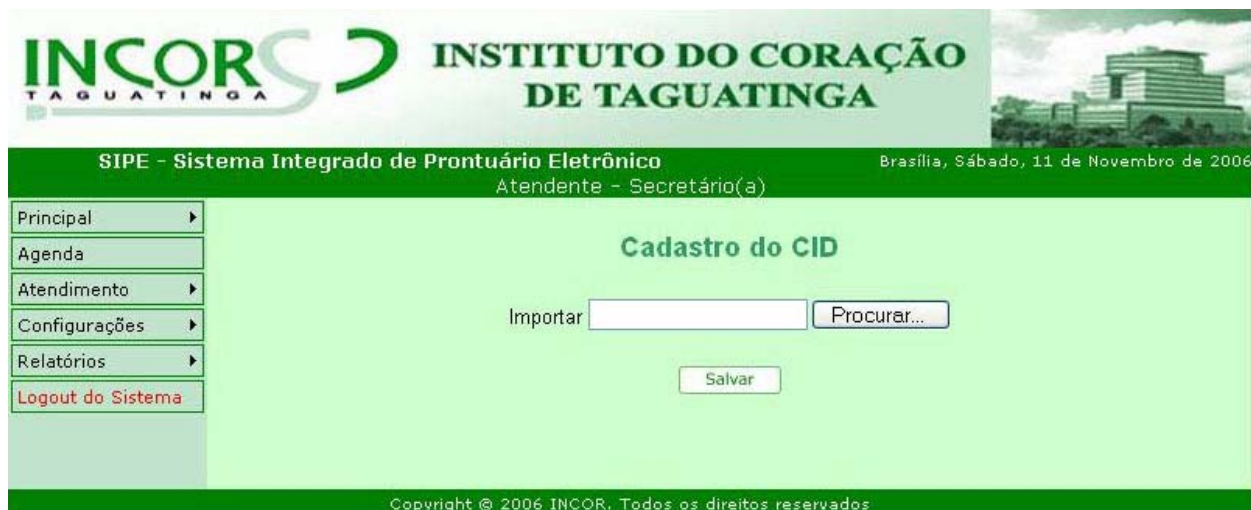 INCOR
TAGUATINGA
INSTITUTO DO CORAÇÃO
DE TAGUATINGA
SIPE - Sistema Integrado de Prontuário Eletrônico
Brasília, Sábado, 11 de Novembro de 2006
Atendente - Secretário(a)
Principal
Agenda
Atendimento
Configurações
Relatórios
Logout do Sistema
Cadastro do CID
Importar Procurar...
Salvar
Copyright © 2006 INCOR. Todos os direitos reservados